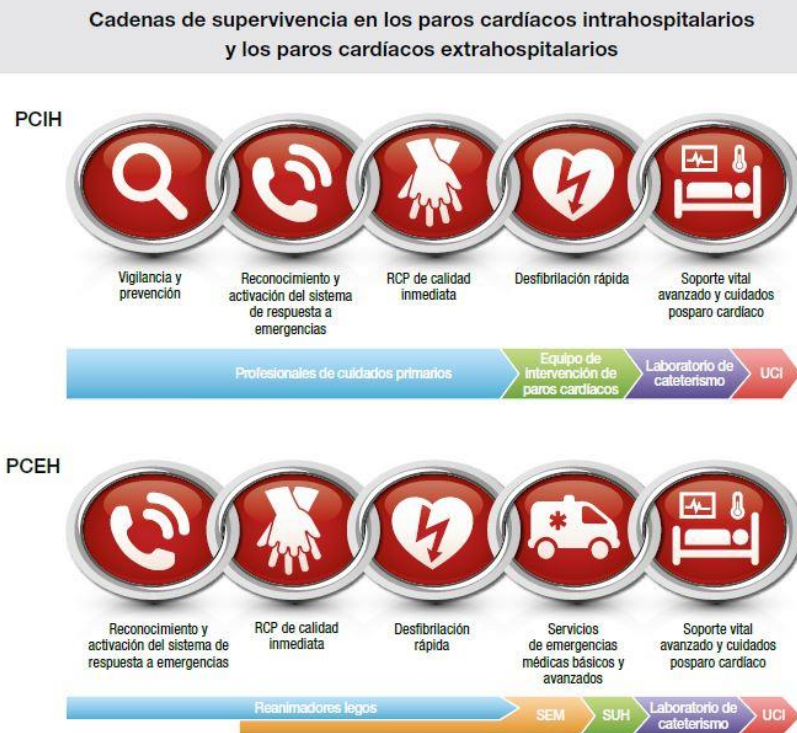 Cadenas de supervivencia en los paros cardíacos intrahospitalarios
y los paros cardíacos extrahospitalarios
PCIH
Vigilancia y
prevención
Reconocimiento y
activación del sistema
de respuesta a
emergencias
RCP de calidad
inmediata
Desfibrilación rápida
Soporte vital
avanzado y cuidados
posparo cardíaco
Profesionales de cuidados primarios
Equipo de
intervención de
paros cardíacos
Laboratorio de
cateterismo
UCI
PCEH
Reconocimiento y
activación del sistema de
respuesta a emergencias
RCP de calidad
inmediata
Desfibrilación
rápida
Servicios
de emergencias
médicas básicos y
avanzados
Soporte vital
avanzado y cuidados
posparo cardíaco
Reanimadores legos
SEM
SUH
Laboratorio de
cateterismo
UCI